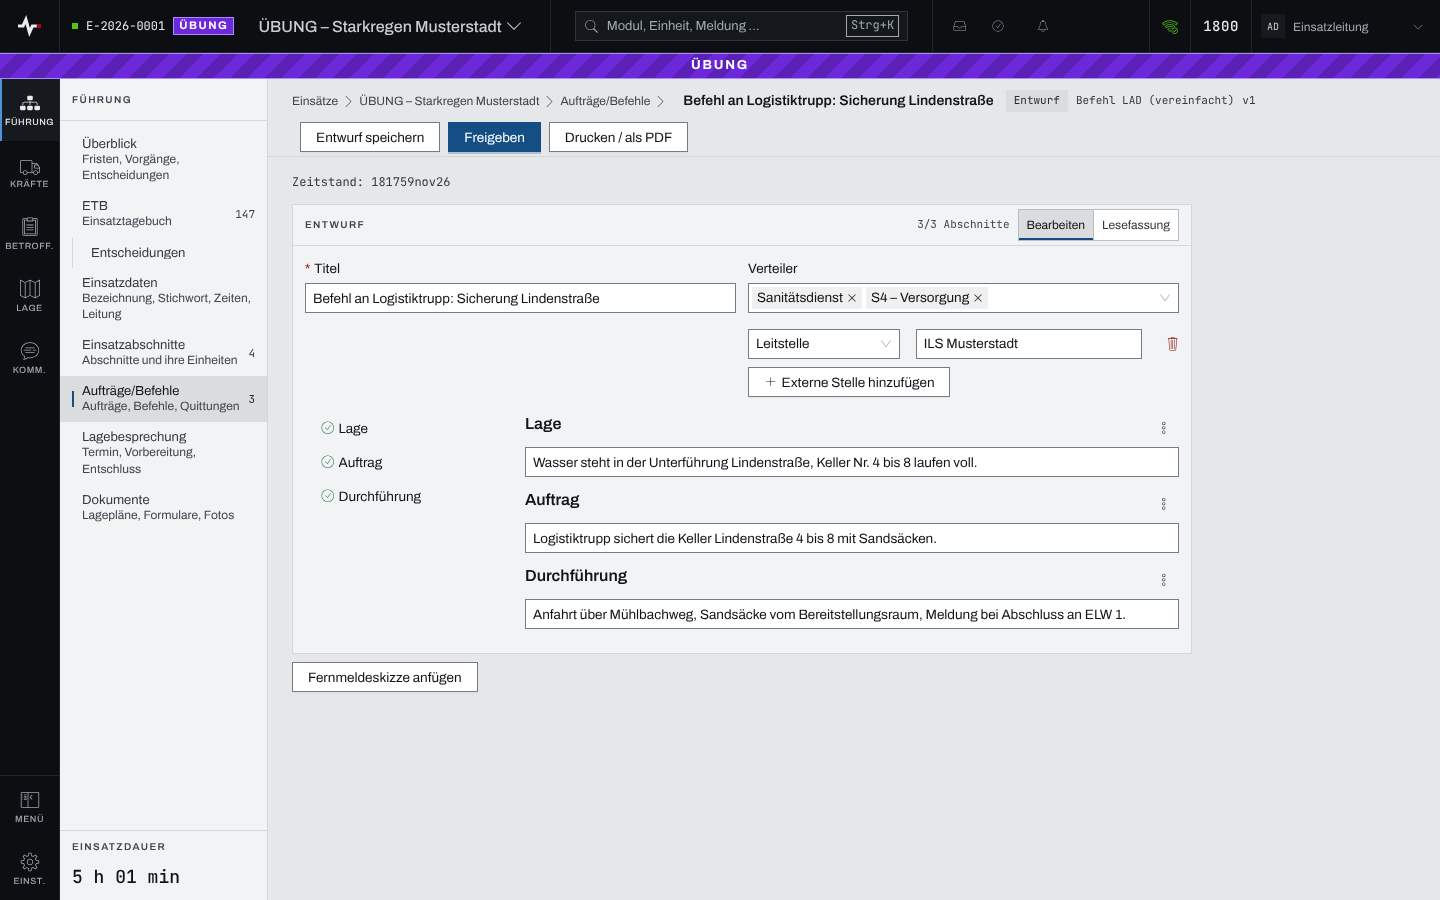 E-2026-0001 ÜBUNG ÜBUNG – Starkregen Musterstadt Modul, Einheit, Meldung ... Strg+K 1800 AD Einsatzleitung
ÜBUNG
FÜHRUNG
KRÄFTE
BETROFF.
LAGE
KOMM.
MENÜ
EINST.
FÜHRUNG
Überblick
Fristen, Vorgänge,
Entscheidungen
ETB
Einsatztagebuch 147
Entscheidungen
Einsatzdaten
Bezeichnung, Stichwort, Zeiten,
Leitung
Einsatzabschnitte
Abschnitte und ihre Einheiten 4
Aufträge/Befehle
Aufträge, Befehle, Quittungen 3
Lagebesprechung
Termin, Vorbereitung,
Entschluss
Dokumente
Lagepläne, Formulare, Fotos
EINSATZDAUER
5 h 01 min
Einsätze ÜBUNG – Starkregen Musterstadt Aufträge/Befehle Befehl an Logistiktrupp: Sicherung Lindenstraße Entwurf Befehl LAD (vereinfacht) v1
Entwurf speichern Freigeben Drucken / als PDF
Zeitstand: 181759nov26
ENTWURF 3/3 Abschnitte Bearbeiten Lesefassung
* Titel
Befehl an Logistiktrupp: Sicherung Lindenstraße
Verteiler
Sanitätsdienst S4 – Versorgung
Leitstelle ILS Musterstadt
Externe Stelle hinzufügen
Lage
Auftrag
Durchführung
Lage
Wasser steht in der Unterführung Lindenstraße, Keller Nr. 4 bis 8 laufen voll.
Auftrag
Logistiktrupp sichert die Keller Lindenstraße 4 bis 8 mit Sandsäcken.
Durchführung
Anfahrt über Mühlbachweg, Sandsäcke vom Bereitstellungsraum, Meldung bei Abschluss an ELW 1.
Fernmeldeskizze anfügen